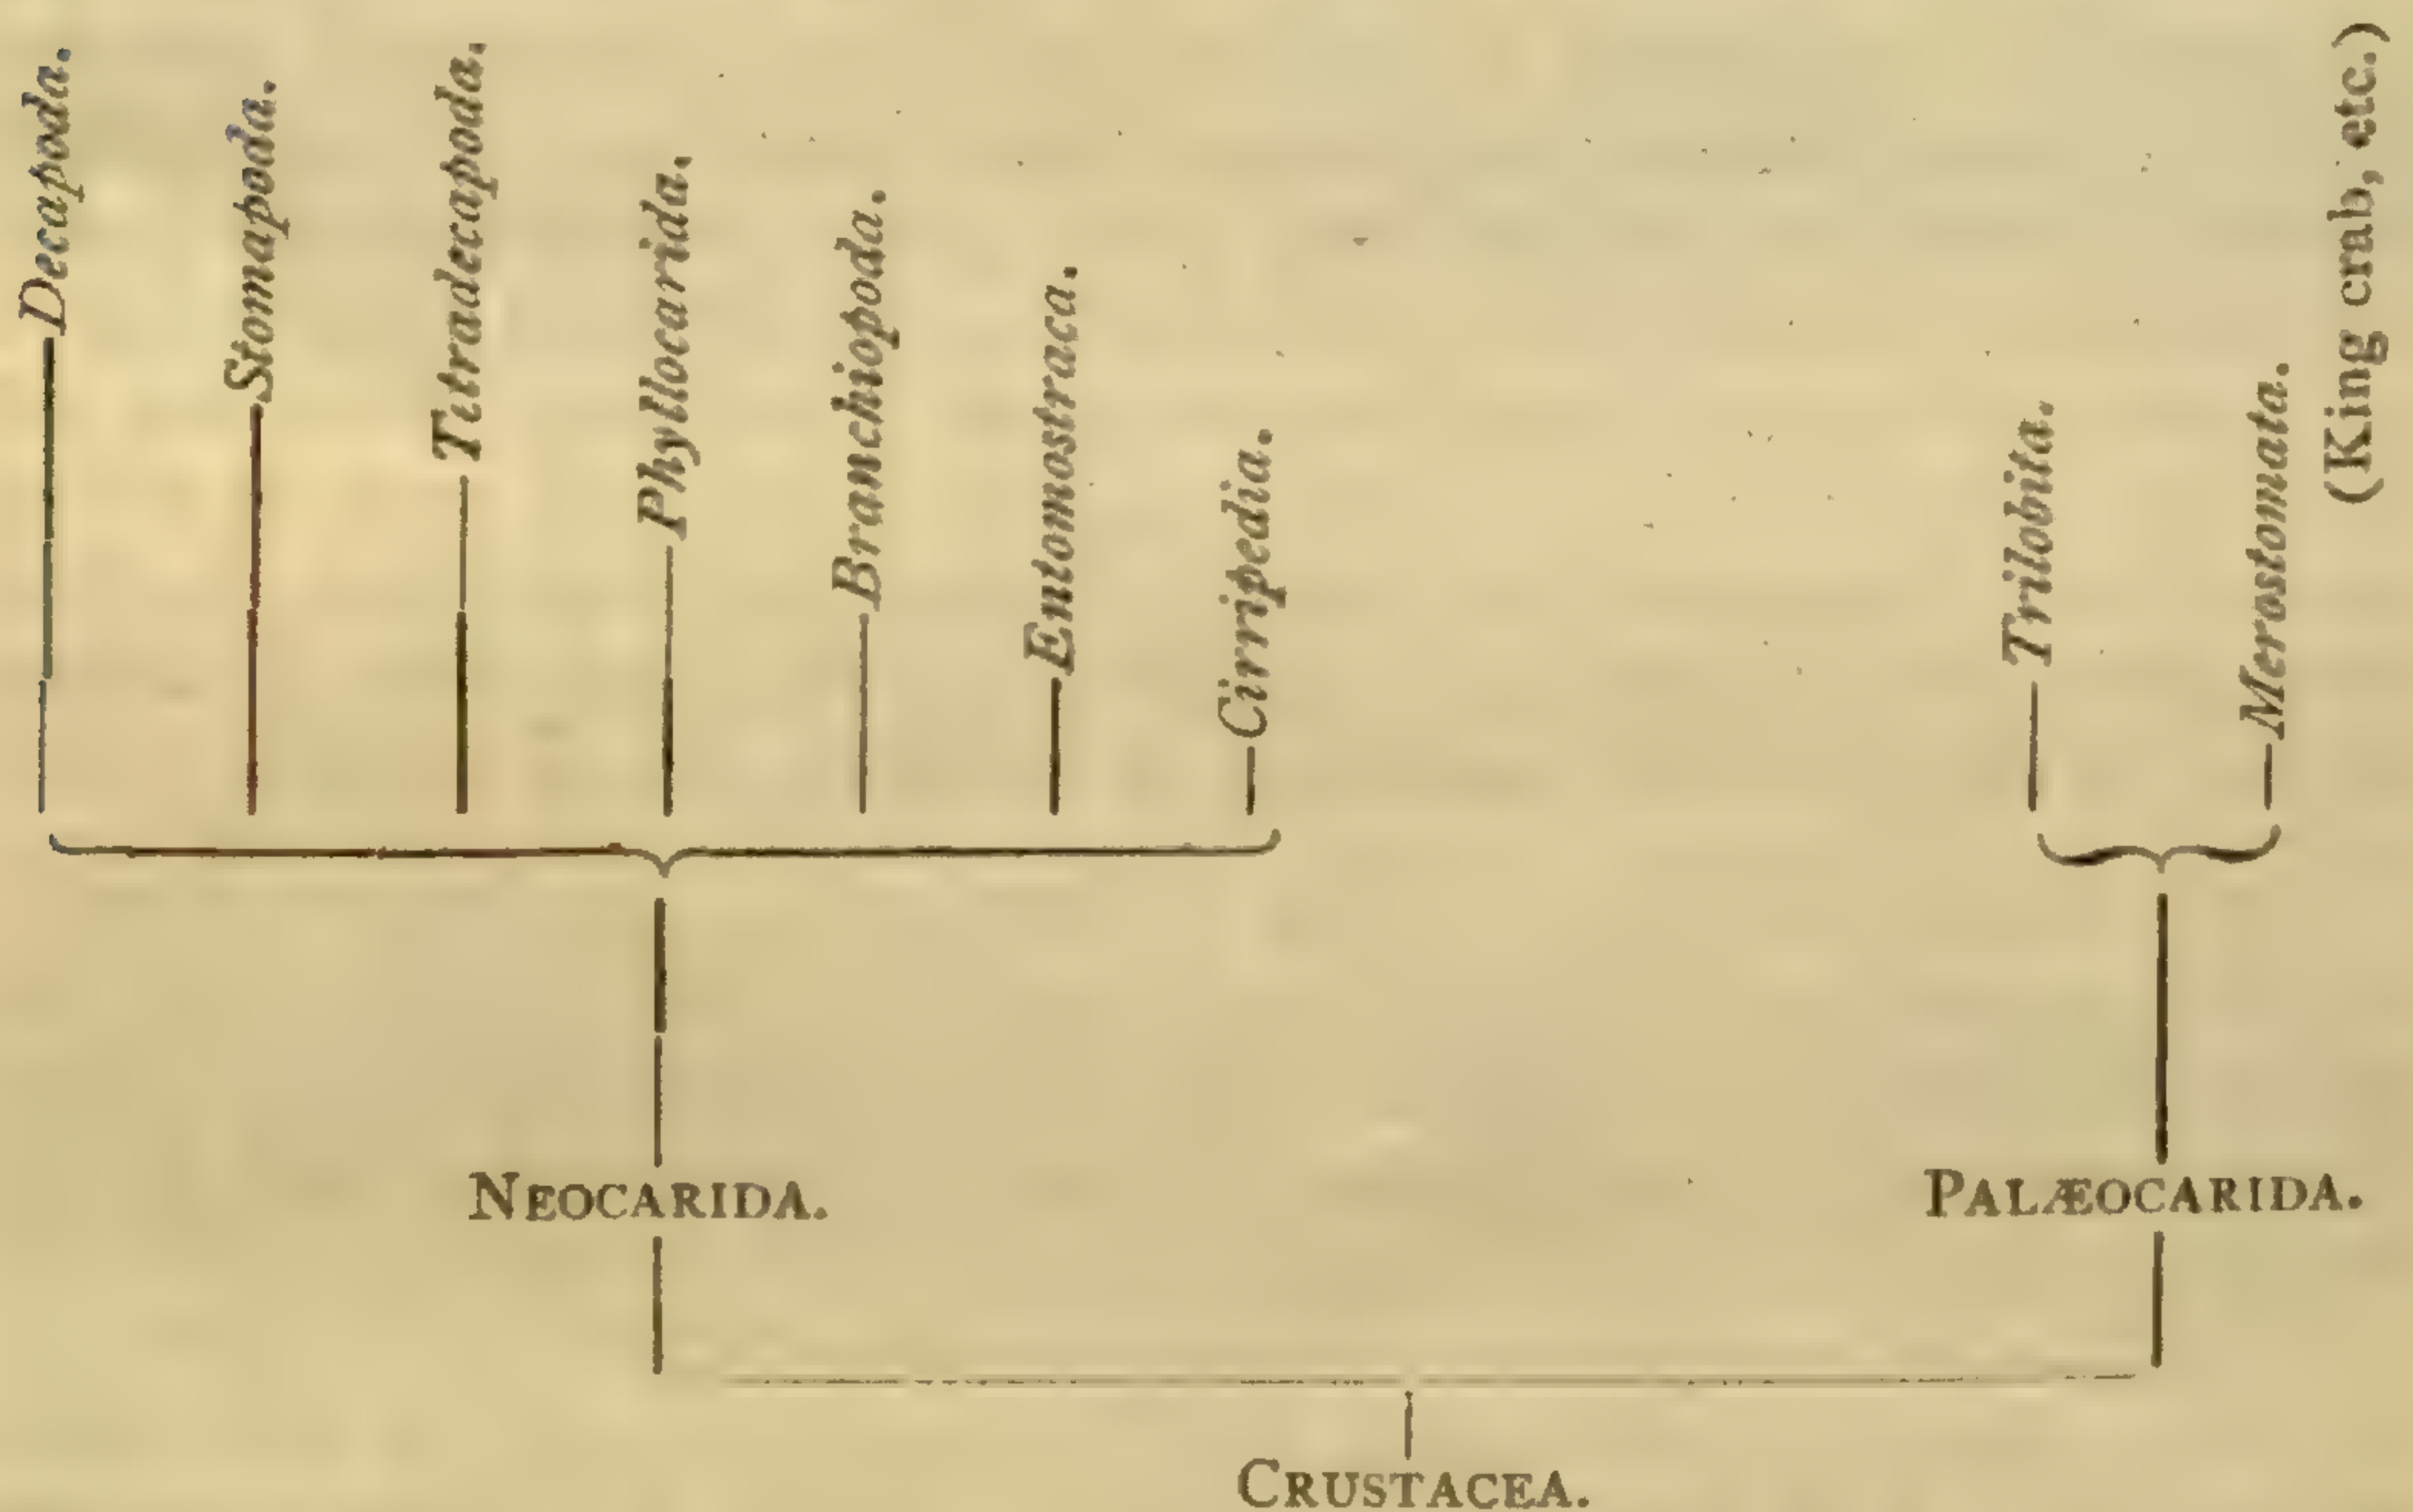 Decapoda.
Stomapoda.
Tetradecapoda.
Phyllocarida.
Branchiopoda.
Entomostraca.
Cirripedia.
Trilobita.
Merostomata.
(King crab, etc.)
NEOCARIDA.
PALÆOCARIDA.
CRUSTACEA.